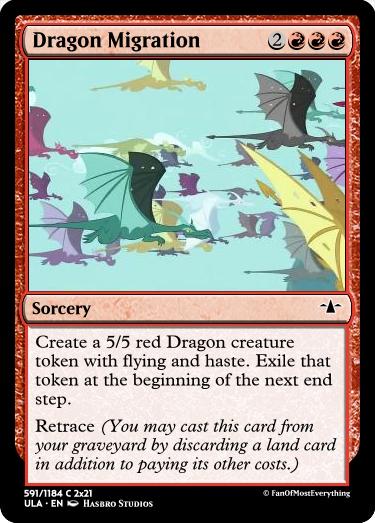 Dragon Migration 2
Sorcery
Create a 5/5 red Dragon creature
token with flying and haste. Exile that
token at the beginning of the next end
step.
Retrace (You may cast this card from
your graveyard by discarding a land card
in addition to paying its other costs.)
591/1184 C 2x21
ULA • EN Hasbro Studios
© FanOfMostEverything